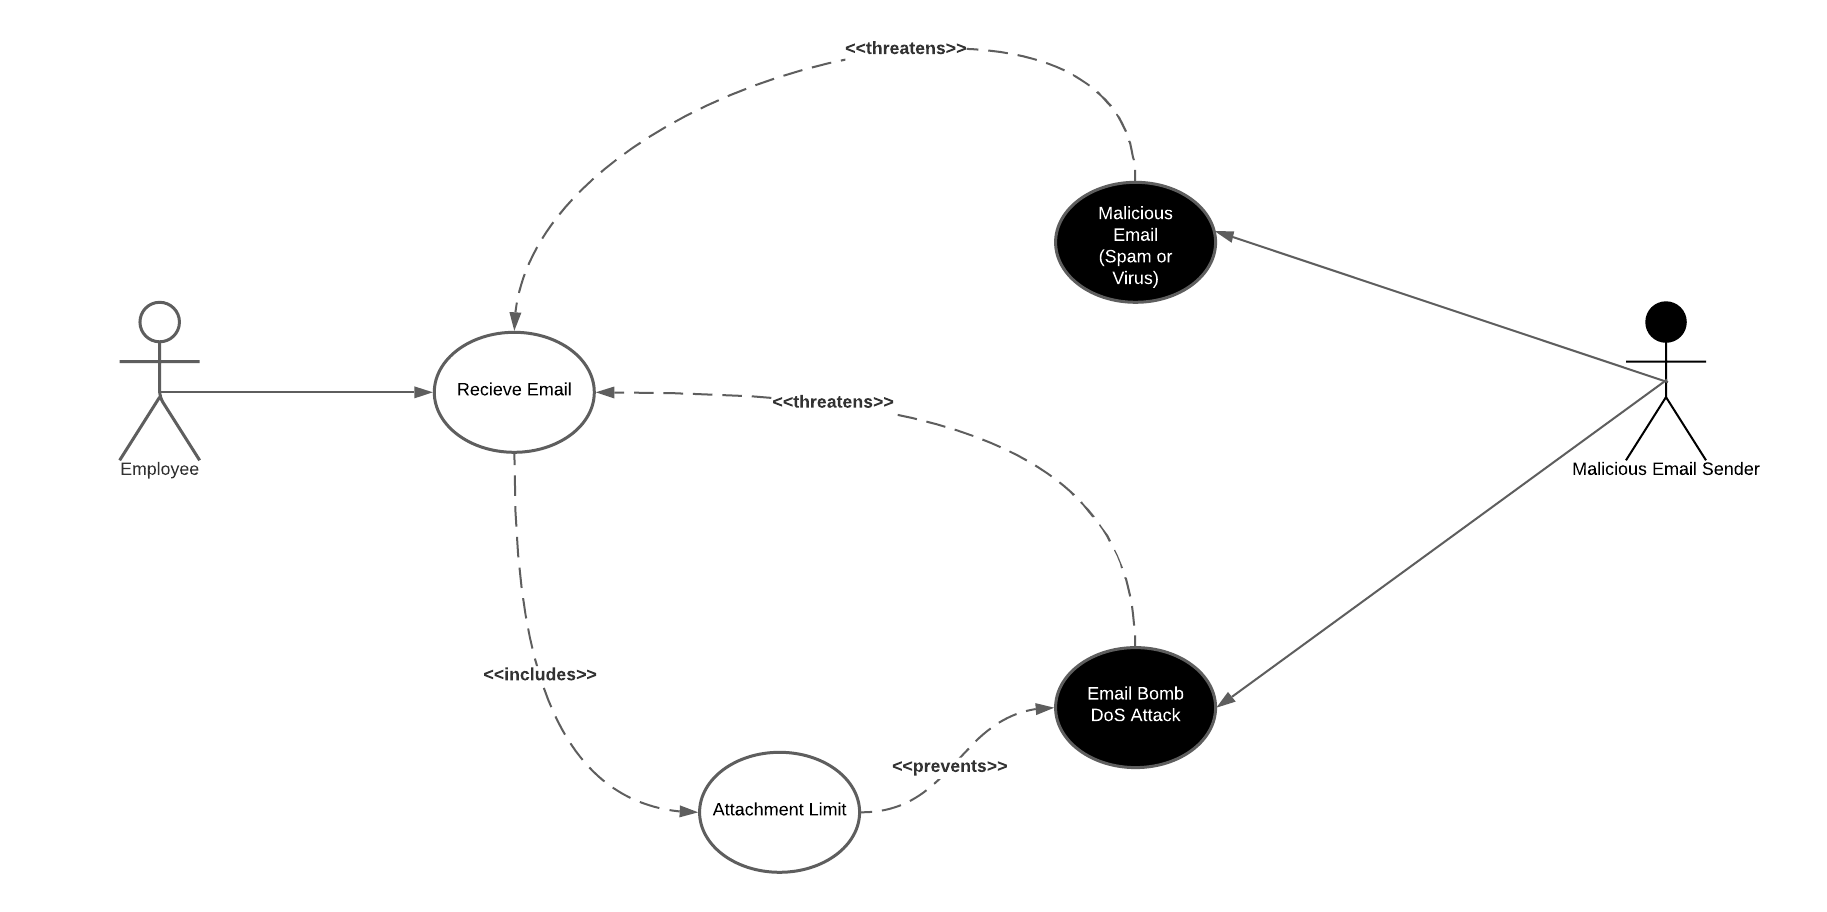 <<threatens>>
Malicious
Email
(Spam or
Virus)
Recieve Email
<<threatens>>
Employee
Malicious Email Sender
<<includes>>
Email Bomb
DoS Attack
<<prevents>>
Attachment Limit